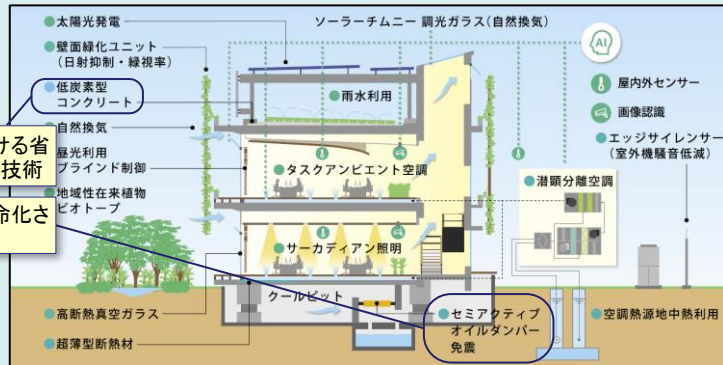 太陽光発電
ソーラーチムニー 調光ガラス(自然換気)
AI
壁面緑化ユニット
(日射抑制・緑視率)
低炭素型
コンクリート
雨水利用
屋内外センサー
画像認識
自然換気
ける省
技術
昼光利用
ブラインド制御
タスクアンビエント空調
エッジサイレンサー
(室外機騒音低減)
潜顕分離空調
地域性在来植物
ビオトープ
命化さ
サーカディアン照明
クールピット
高断熱真空ガラス
セミアクティブ
オイルダンパー
免震
空調熱源地中熱利用
超薄型断熱材